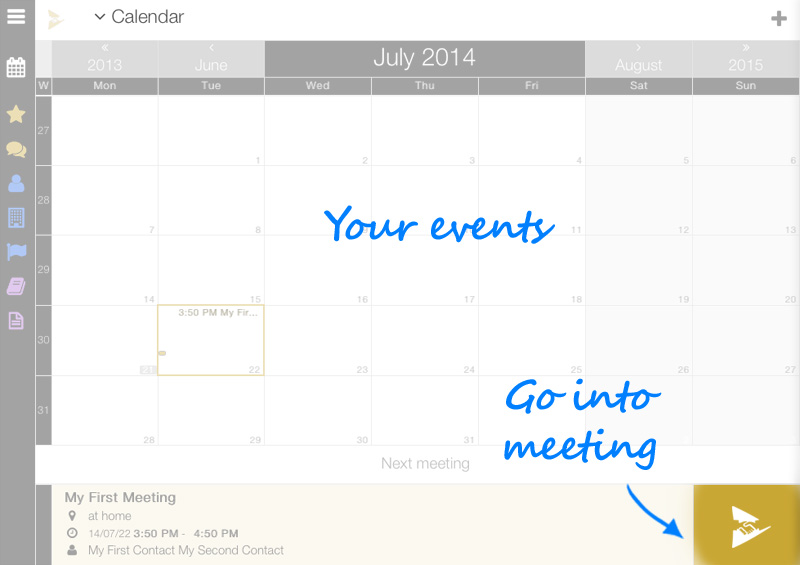 Calendar
2013
June
July 2014
August
2015
W Mon Tue Wed Thu Fri Sat Sun
27
1 2 3 4 5 6
28
7 8 11 12 13
Your events
29
14 15 16 17 18 19 20
3:50 PM My Fir...
30
21 22 23 24 25 26 27
31
28 29 30 31
Go into
meeting
Next meeting
My First Meeting
at home
14/07/22 3:50 PM - 4:50 PM
My First Contact My Second Contact